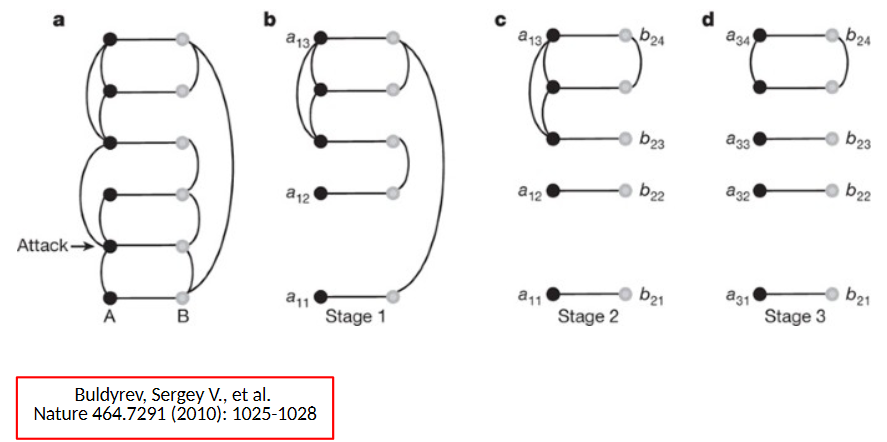 a
b
c
d
a13
a13
b24
a34
b24
b23
a33
b23
a12
a12
b22
a32
b22
Attack
a11
a11
b21
a31
b21
A
B
Stage 1
Stage 2
Stage 3
Buldyrev, Sergey V., et al.
Nature 464.7291 (2010): 1025-1028